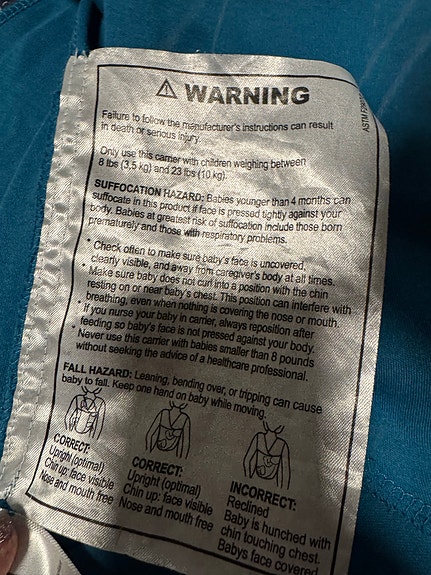 ⚠ WARNING
Failure to follow the manufacturer's instructions can result
in death or serious injury.
Only use this carrier with children weighing between
8 lbs (3,5 kg) and 23 lbs (10 kg).
SUFFOCATION HAZARD: Babies younger than 4 months can
suffocate in this product if face is pressed tightly against your
body. Babies at greatest risk of suffocation include those born
prematurely and those with respiratory problems.
• Check often to make sure baby's face is uncovered,
clearly visible, and away from caregiver's body at all times.
• Make sure baby does not curl into a position with the chin
resting on or near baby's chest. This position can interfere with
breathing, even when nothing is covering the nose or mouth.
• if you nurse your baby in carrier, always reposition after
feeding so baby's face is not pressed against your body.
• Never use this carrier with babies smaller than 8 pounds
without seeking the advice of a healthcare professional.
FALL HAZARD: Leaning, bending over, or tripping can cause
baby to fall. Keep one hand on baby while moving.
CORRECT:
Upright (optimal)
Chin up: face visible
Nose and mouth free
CORRECT:
Upright (optimal)
Chin up: face visible
Nose and mouth free
INCORRECT:
Reclined
Baby is hunched with
chin touching chest.
Babys face covered
ASTM